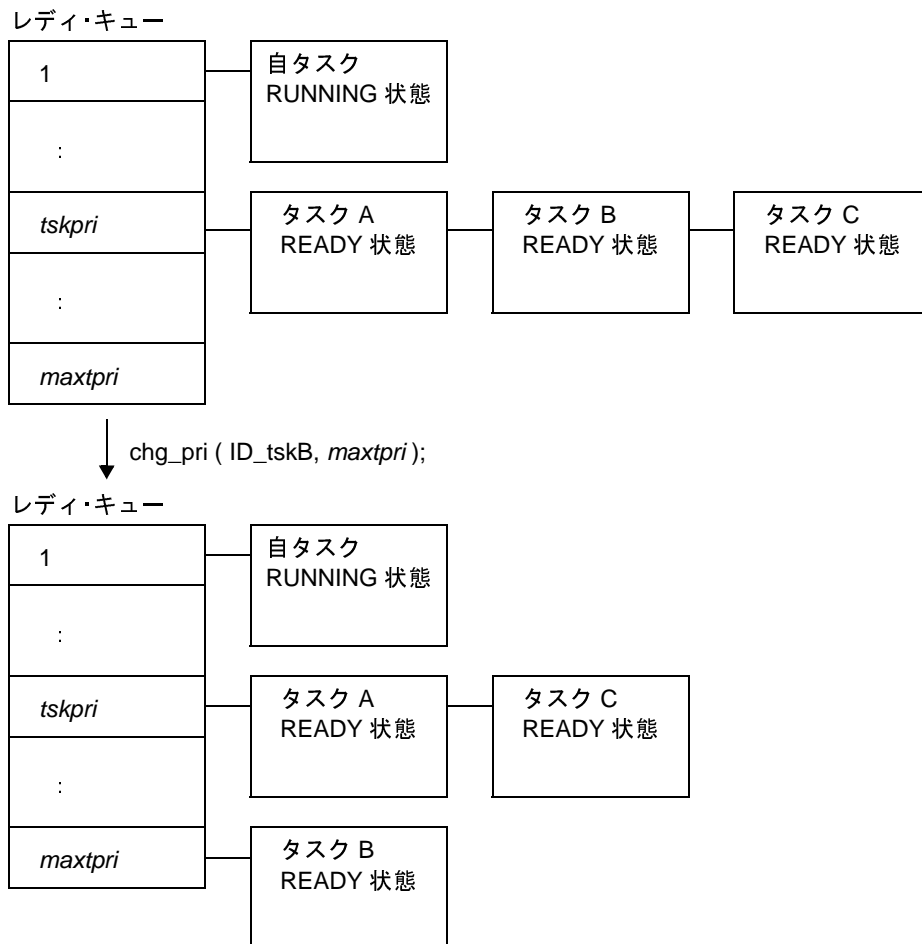 レディ・キュー
1
自タスク
RUNNING 状態
:
tskpri
タスク A
READY 状態
タスク B
READY 状態
タスク C
READY 状態
:
maxtpri
chg_pri ( ID_tskB, maxtpri );
レディ・キュー
1
自タスク
RUNNING 状態
:
tskpri
タスク A
READY 状態
タスク C
READY 状態
:
maxtpri
タスク B
READY 状態